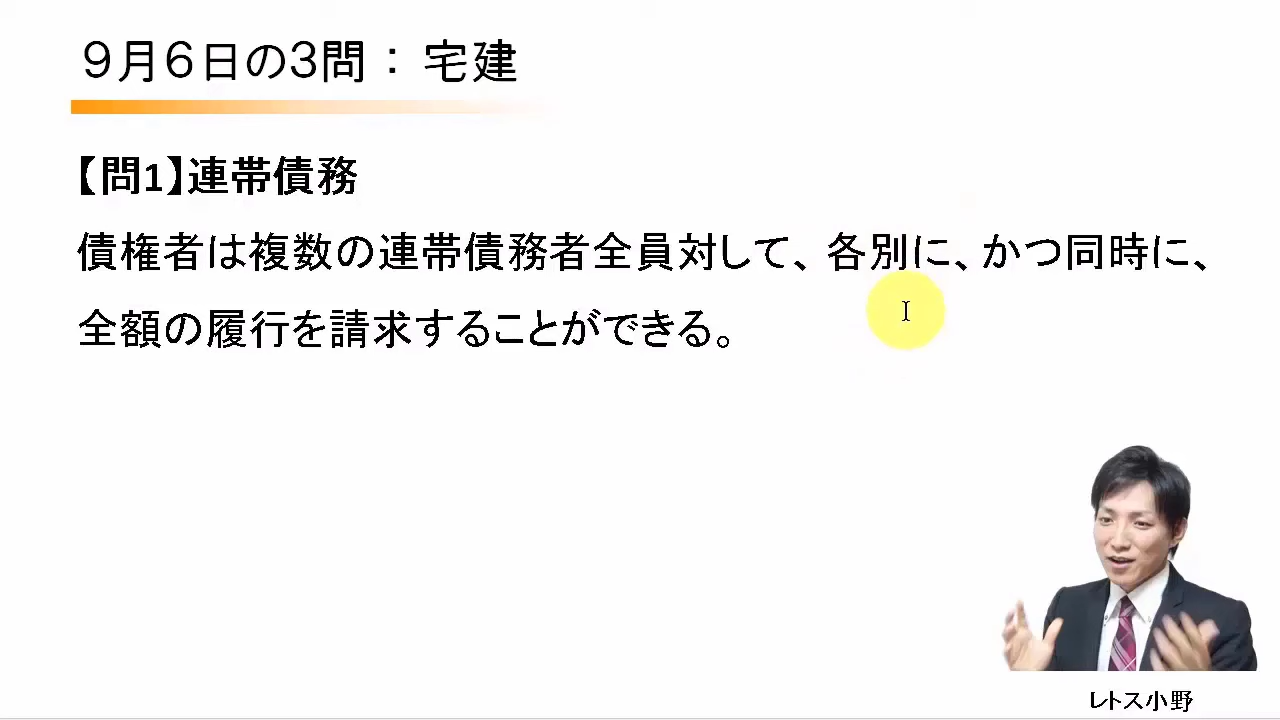 9月6日の3問：宅建
【問1】連帯債務
債権者は複数の連帯債務者全員対して、各別に、かつ同時に、
全額の履行を請求することができる。
レトス小野